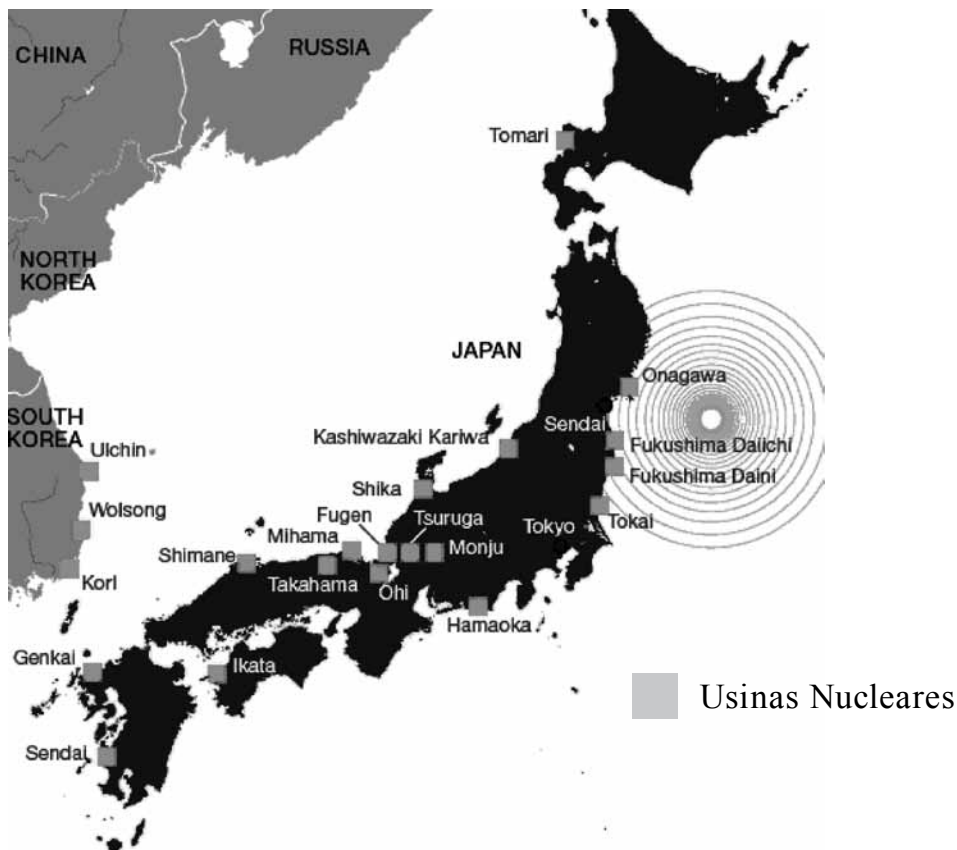 CHINA
RUSSIA
Tomari
NORTH
KOREA
JAPAN
Onagawa
SOUTH
KOREA
Sendai
Kashiwazaki Kariwa
Fukushima Daiichi
Ulchin
Fukushima Daini
Shika
Wolsong
Tokai
Fugen
Tsuruga
Tokyo
Mihama
Monju
Shimane
Takahama
Ohi
Kori
Hamaoka
Genkai
Ikata
Usinas Nucleares
Sendai